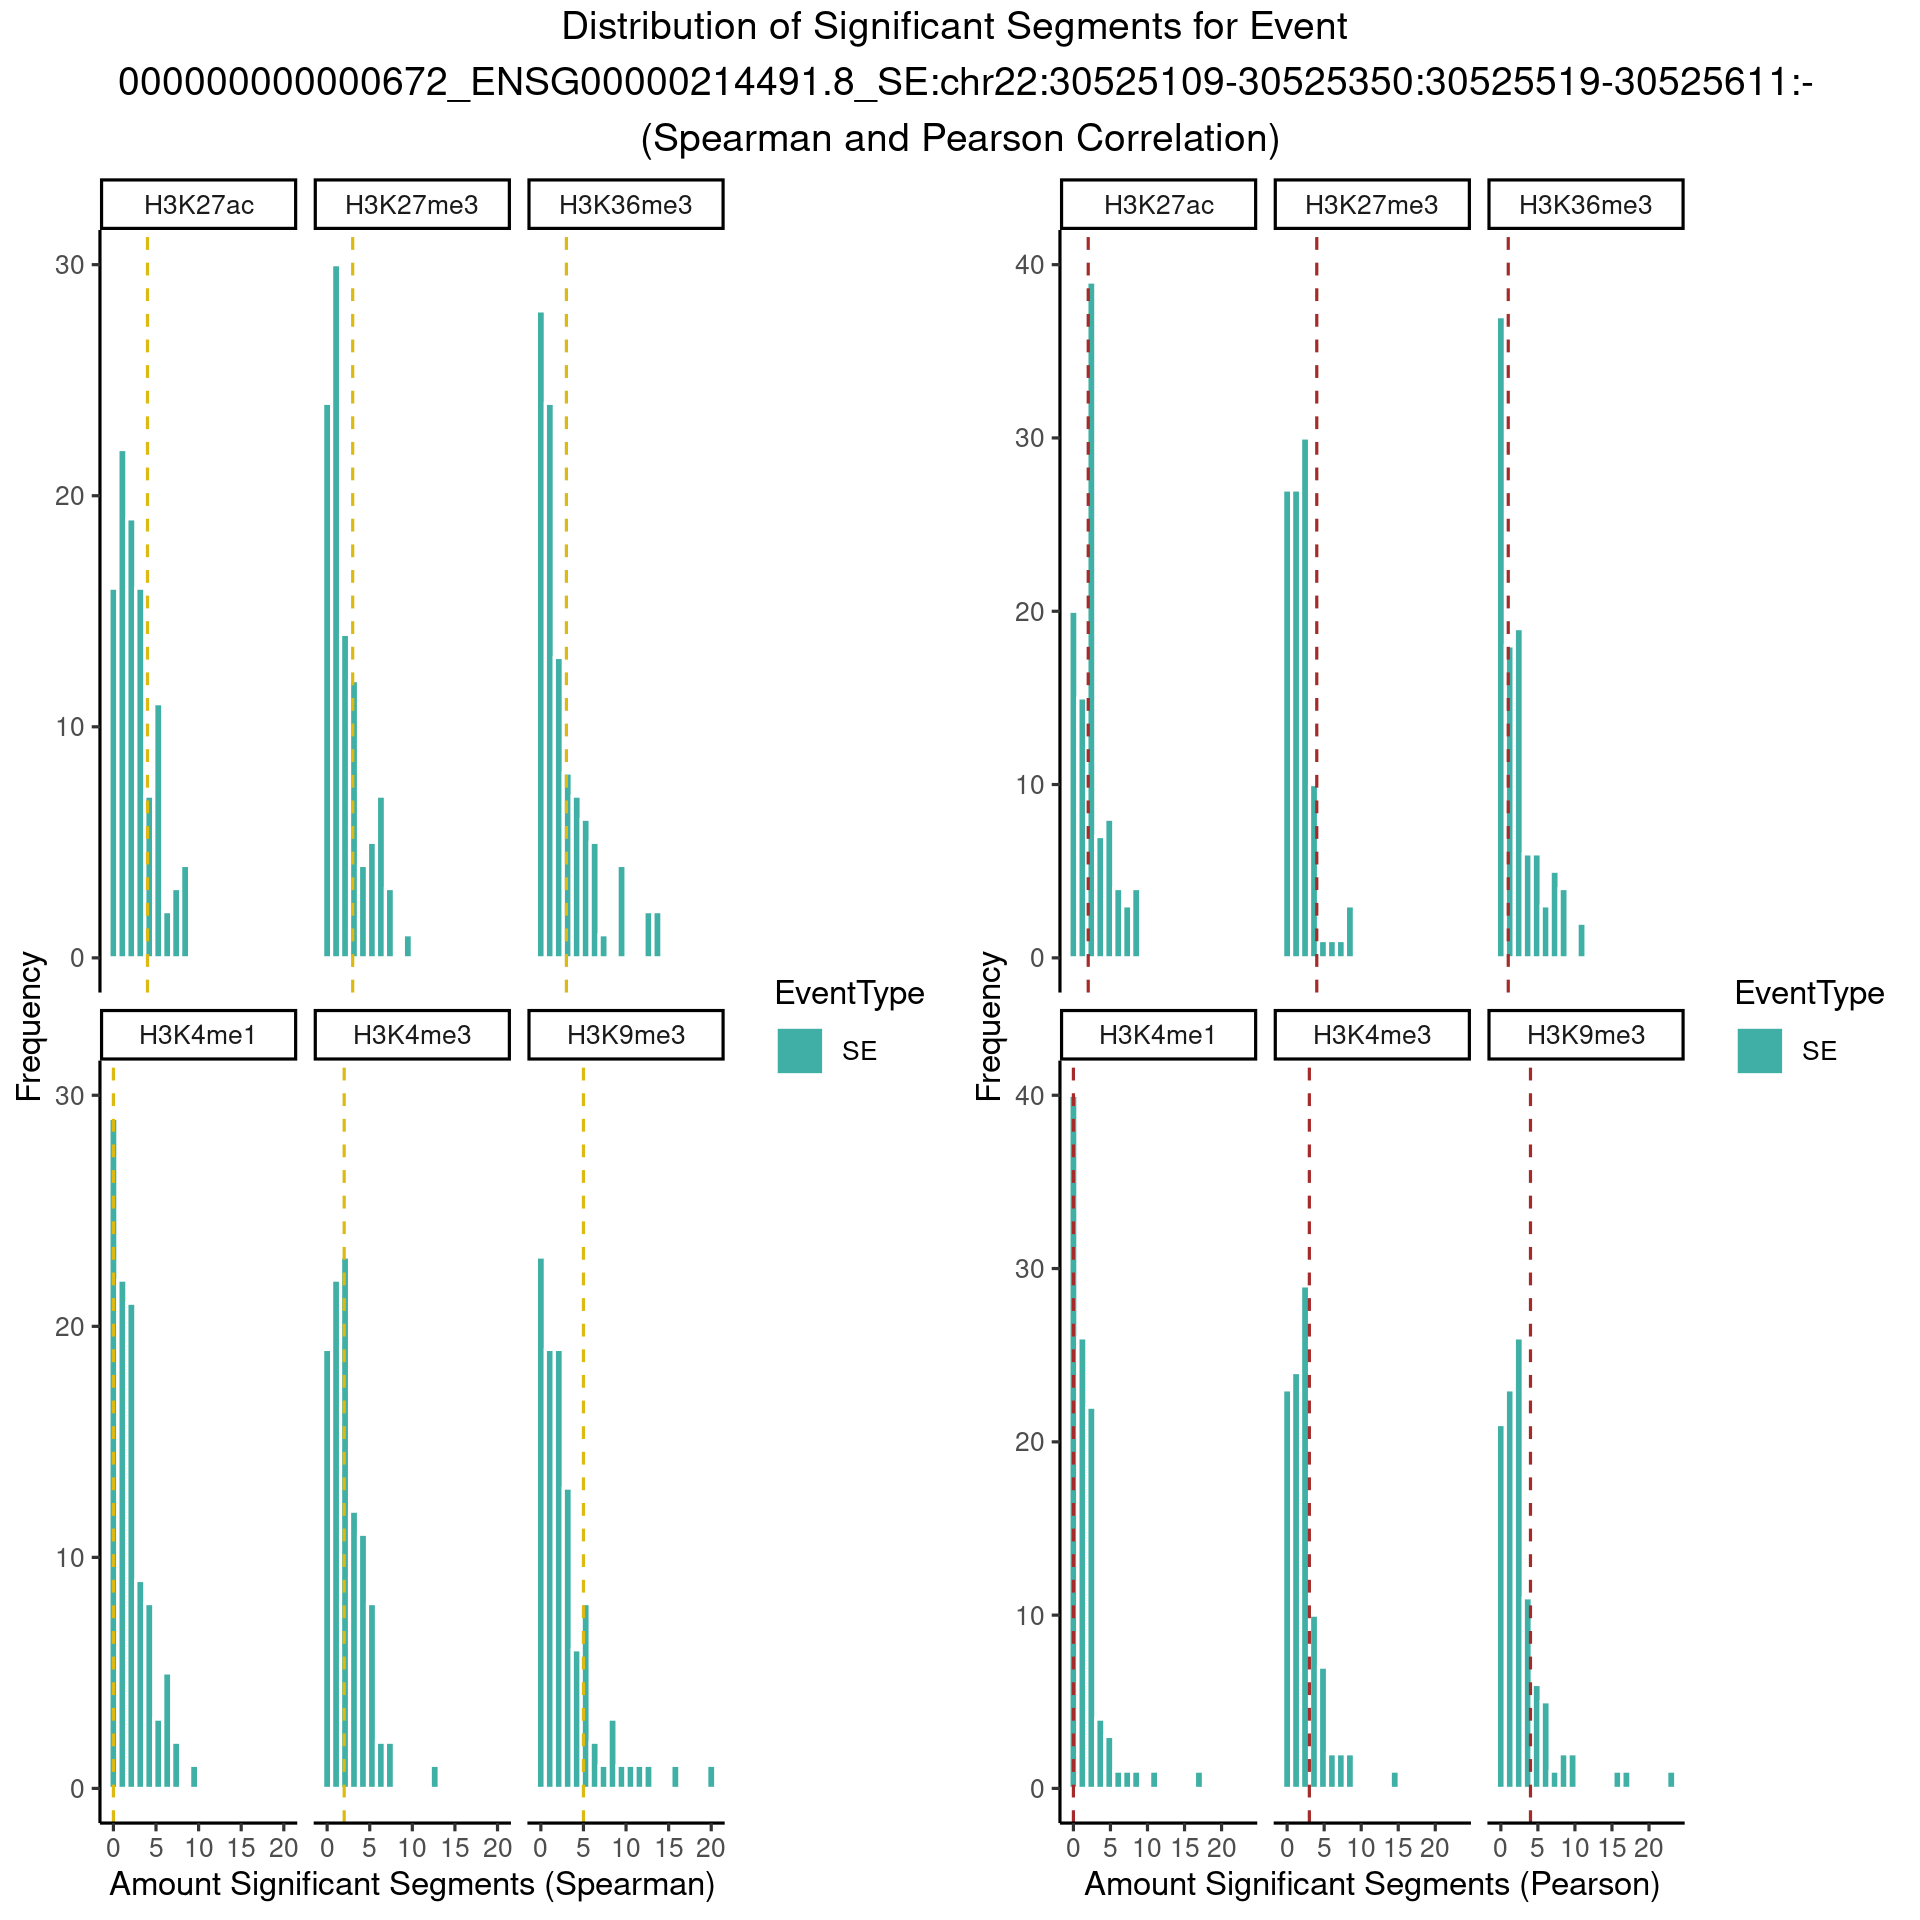 Distribution of Significant Segments for Event
000000000000672_ENSG00000214491.8_SE:chr22:30525109-30525350:30525519-30525611:-
(Spearman and Pearson Correlation)
H3K27ac H3K27me3 H3K36me3
30
20
10
0
Frequency
H3K4me1 H3K4me3 H3K9me3
30
20
10
0
0 5 10 15 20 0 5 10 15 20 0 5 10 15 20
Amount Significant Segments (Spearman)
EventType
SE
H3K27ac H3K27me3 H3K36me3
40
30
20
10
0
Frequency
H3K4me1 H3K4me3 H3K9me3
40
30
20
10
0
0 5 10 15 20 0 5 10 15 20 0 5 10 15 20
Amount Significant Segments (Pearson)
EventType
SE